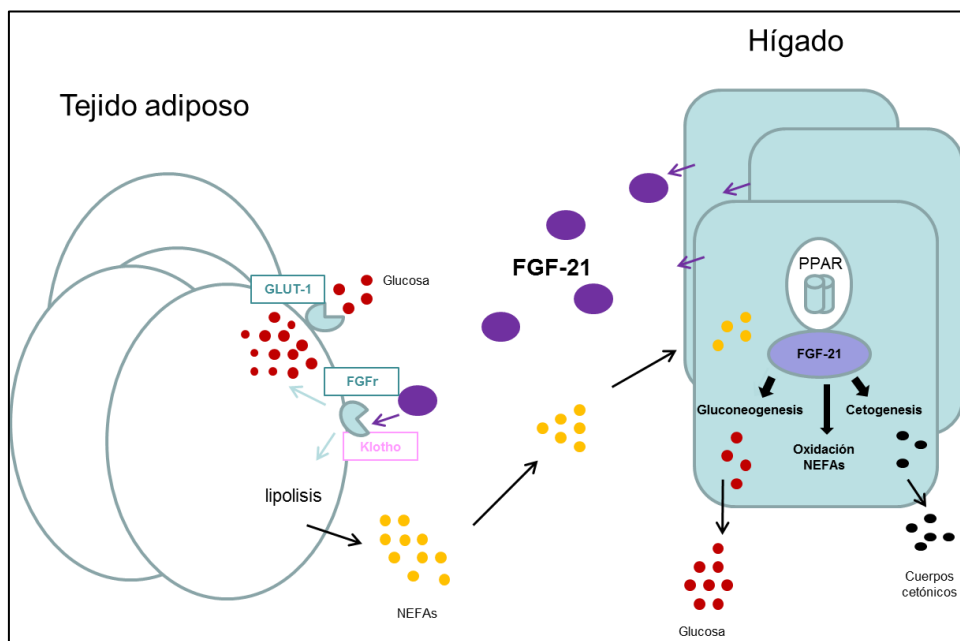 Hígado
Tejido adiposo
GLUT-1
Glucosa
FGF-21
PPAR
FGF-21
FGFr
Klotho
Gluconeogenesis
Cetogenesis
Oxidación
NEFAs
lipolisis
NEFAs
Glucosa
Cuerpos
cetónicos